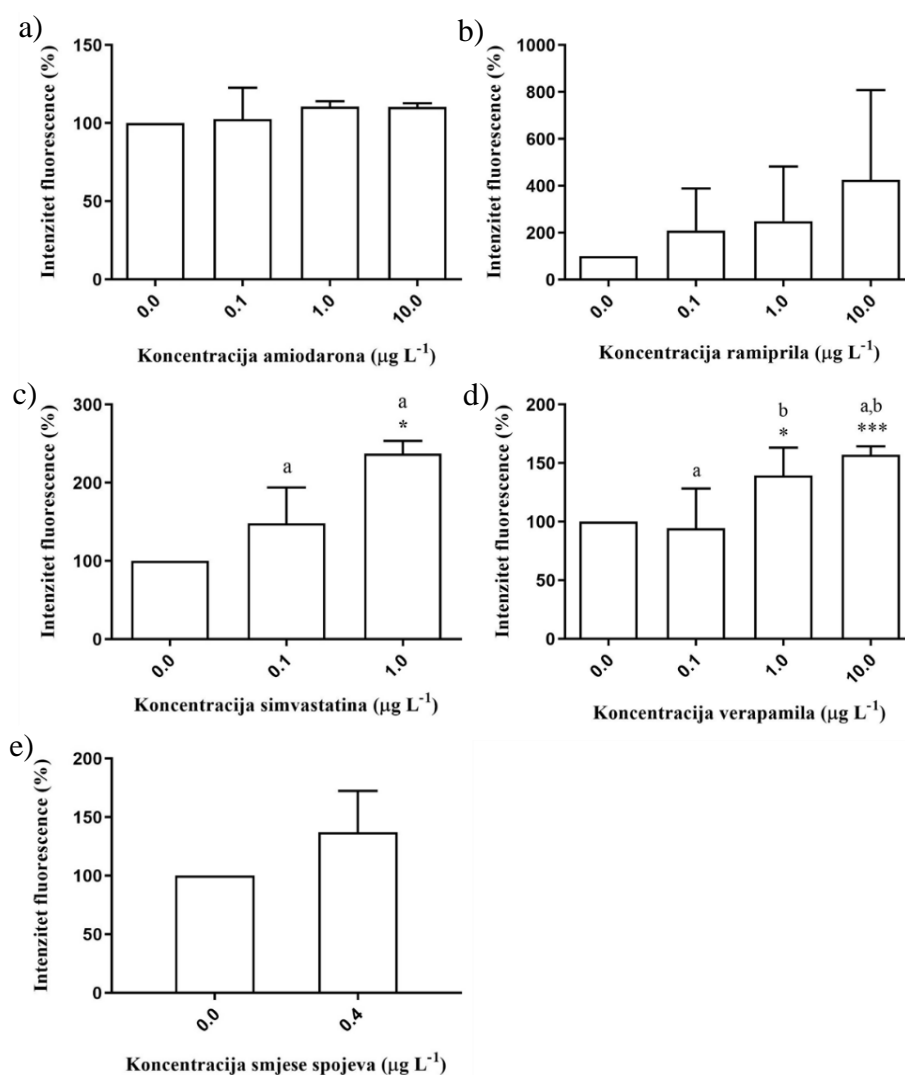 a)
150
100
50
0
Intenzitet fluorescence (%)
0.0 0.1 1.0 10.0
Koncentracija amiodarona (µg L⁻¹)
b)
1000
800
600
400
200
0
Intenzitet fluorescence (%)
0.0 0.1 1.0 10.0
Koncentracija ramiprila (µg L⁻¹)
c)
300
200
100
0
Intenzitet fluorescence (%)
a
a
*
0.0 0.1 1.0
Koncentracija simvastatina (µg L⁻¹)
d)
200
150
100
50
0
Intenzitet fluorescence (%)
a
b
*
a,b
***
0.0 0.1 1.0 10.0
Koncentracija verapamila (µg L⁻¹)
e)
200
150
100
50
0
Intenzitet fluorescence (%)
0.0 0.4
Koncentracija smjese spojeva (µg L⁻¹)